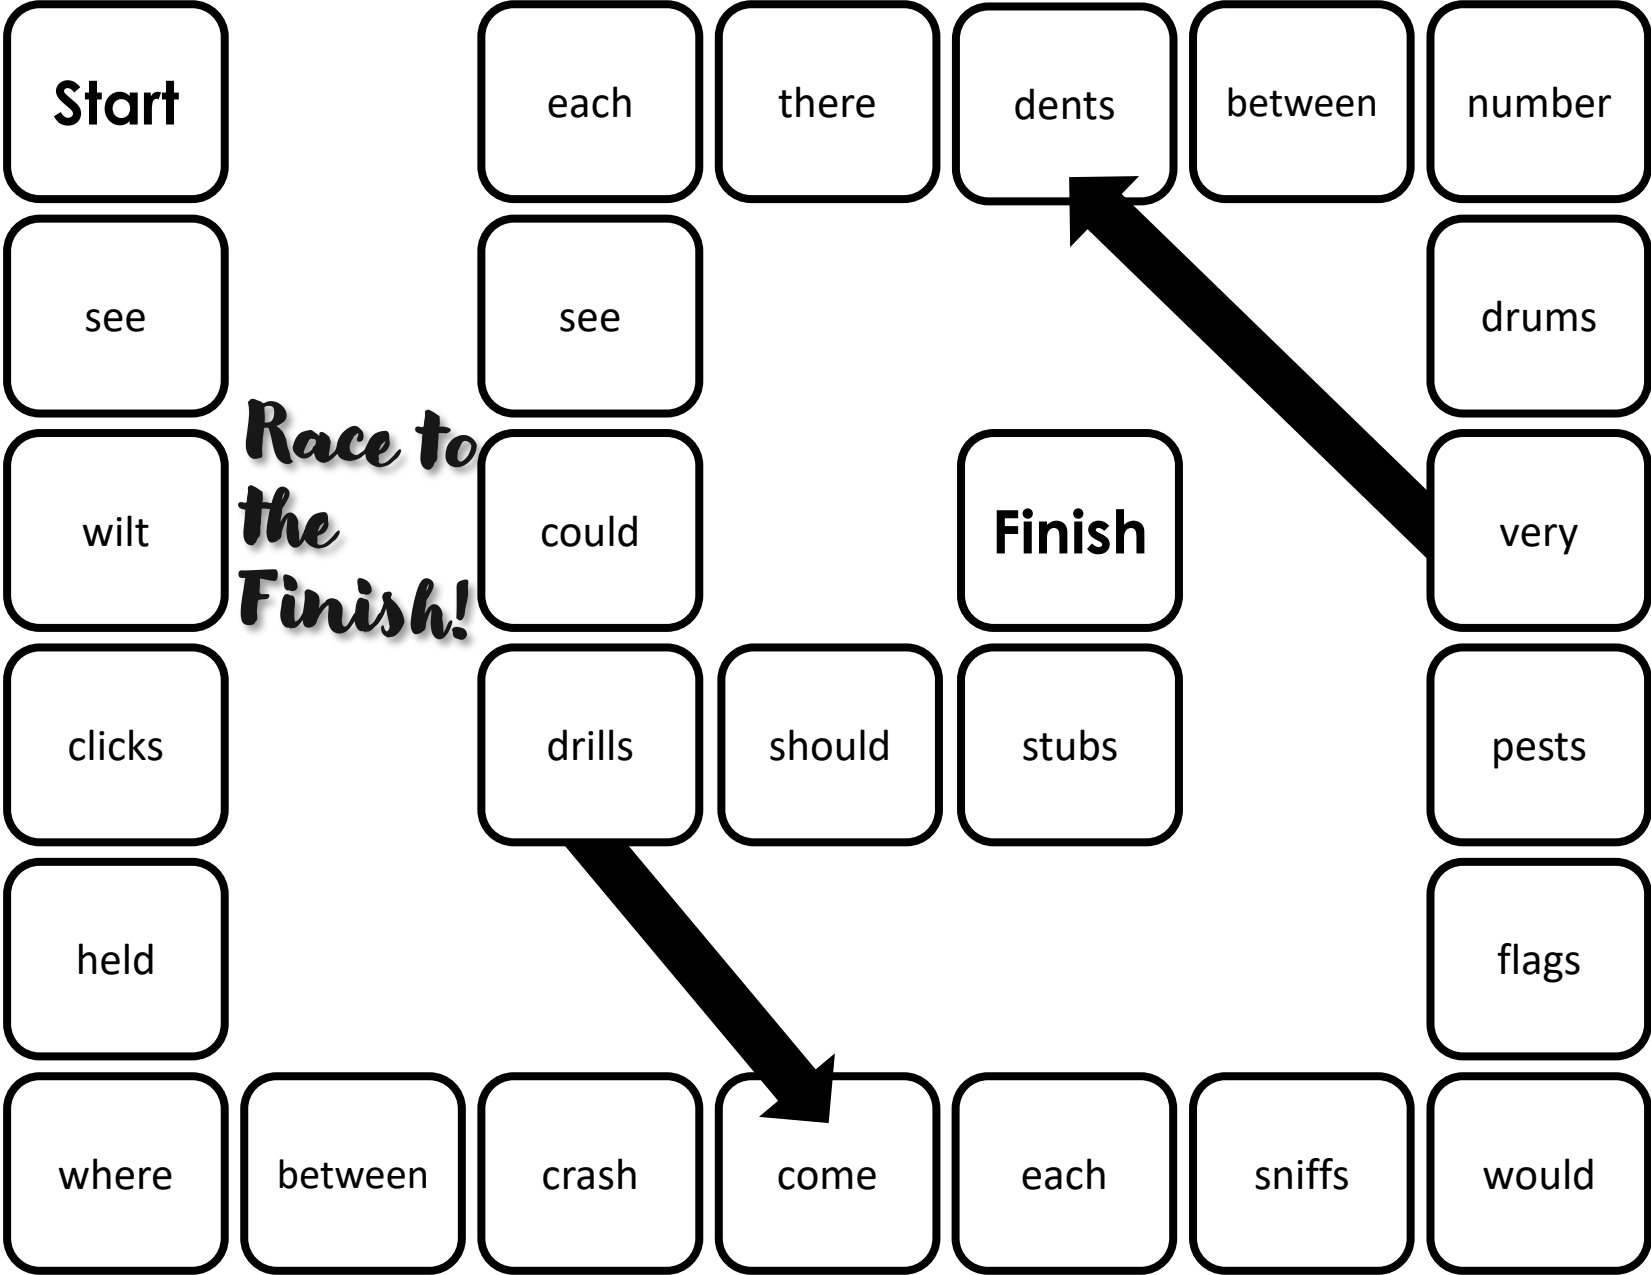 Start
each
there
dents
between
number
see
see
drums
Race to
the
Finish!
wilt
could
Finish
very
clicks
drills
should
stubs
pests
held
flags
where
between
crash
come
each
sniffs
would